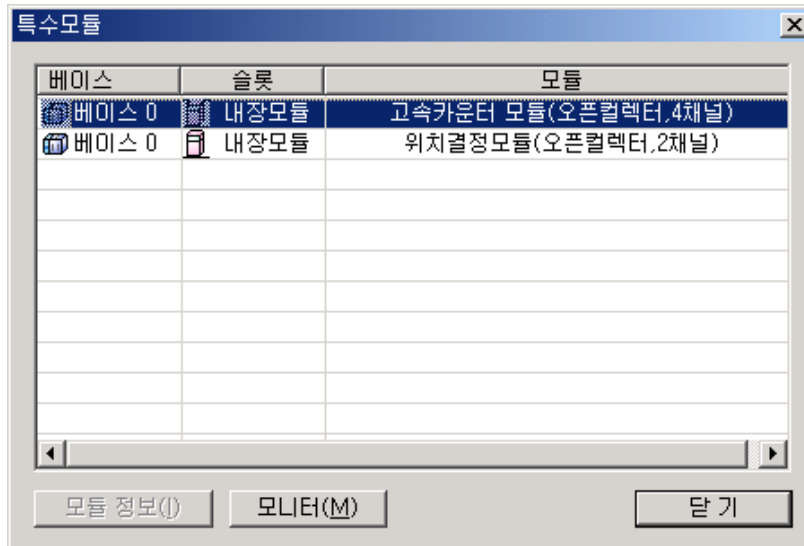 특수모듈
베이스 슬롯 모듈
베이스 0 내장모듈 고속카운터 모듈(오픈컬렉터,4채널)
베이스 0 내장모듈 위치결정모듈(오픈컬렉터,2채널)
모듈 정보(I) 모니터(M) 닫 기